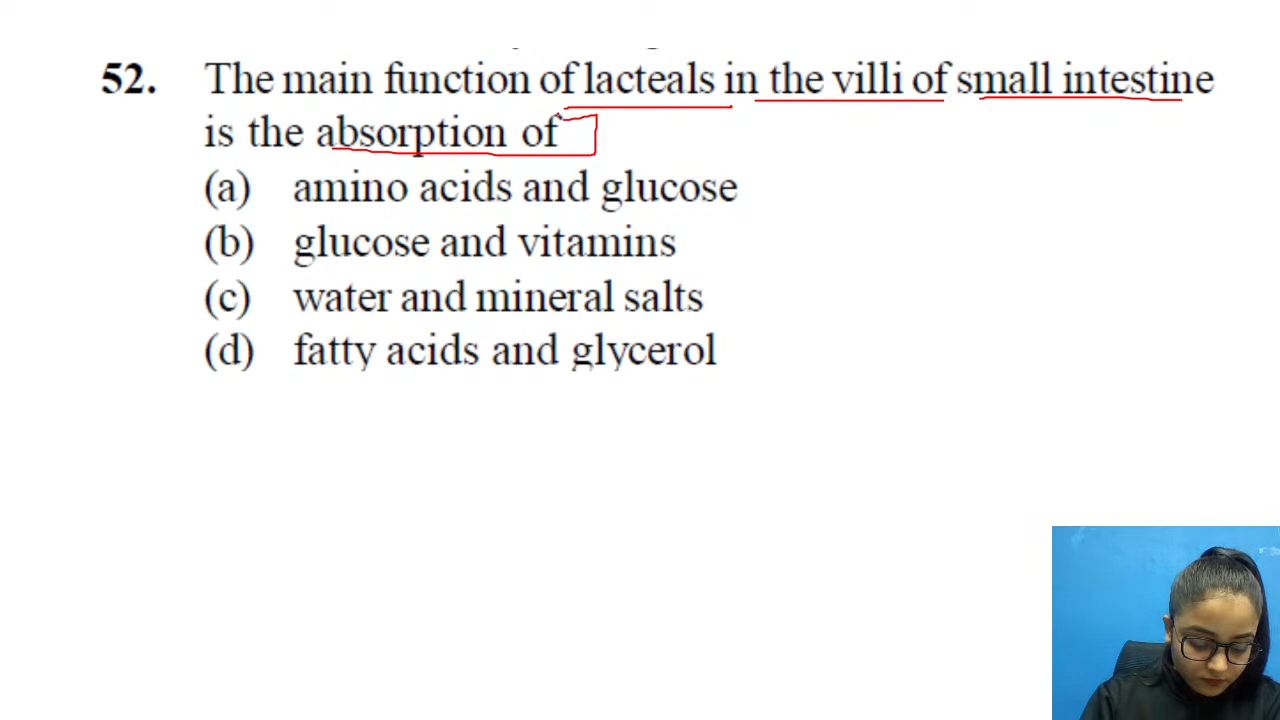 52. The main function of lacteals in the villi of small intestine
is the absorption of
(a) amino acids and glucose
(b) glucose and vitamins
(c) water and mineral salts
(d) fatty acids and glycerol